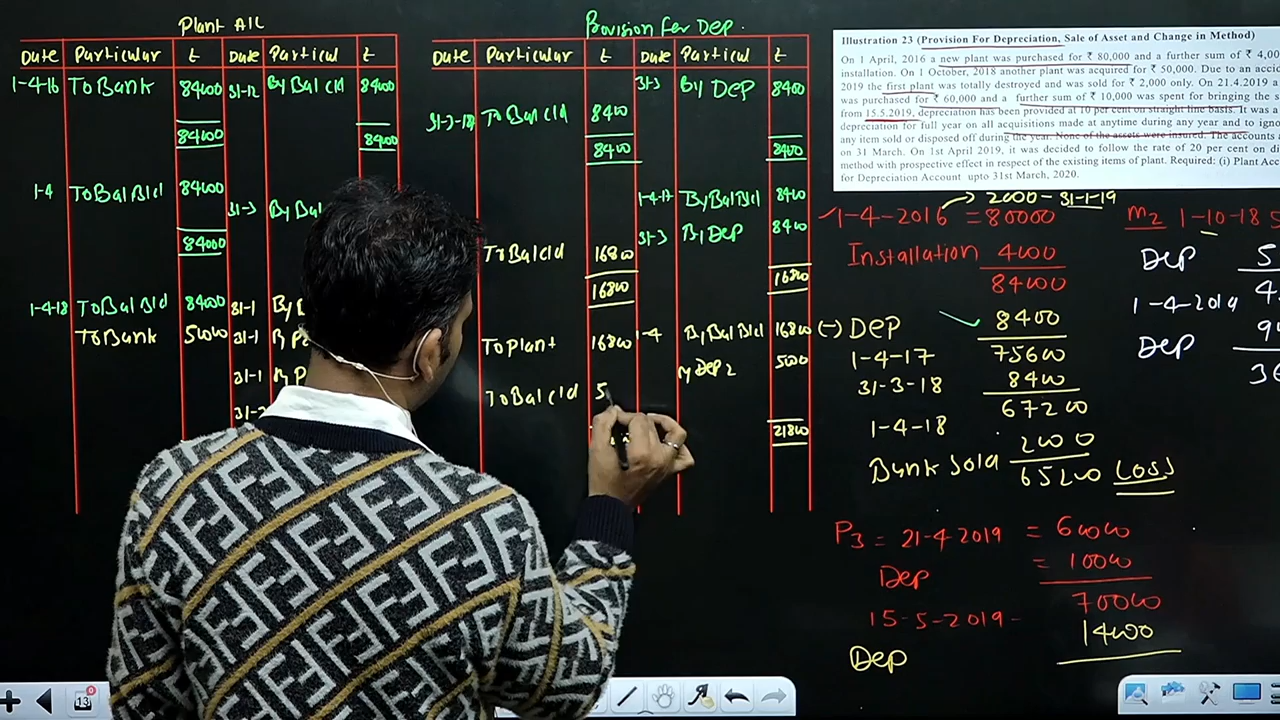 Plant A/C
Date Particular ₹ Date Particul ₹
1-4-16 To Bank 84000 31-12 By Bal c/d 84000
84000 84000
1-4 To Bal B/d 84000 31-3 By Bal
84000
1-4-18 To Bal B/d 84000 31-1 By
To Bank 50000 31-1 By
31-1 By
Provision For Dep.
Date Particular ₹ Date Particular ₹
31-3 By Dep 8400
31-3-18 To Bal c/d 8400
8400 8400
1-4-17 By Bal B/d 8400
31-3 By Dep 8400
To Bal c/d 16800
16800 16800
To plant 16800 1-4 By Bal B/d 16800
By Dep 2 5000
To Bal c/d 5
21800
Illustration 23 (Provision For Depreciation, Sale of Asset and Change in Method)
On 1 April, 2016 a new plant was purchased for ₹ 80,000 and a further sum of ₹ 4,00
installation. On 1 October, 2018 another plant was acquired for ₹ 50,000. Due to an accid
2019 the first plant was totally destroyed and was sold for ₹ 2,000 only. On 21.4.2019 a
was purchased for ₹ 60,000 and a further sum of ₹ 10,000 was spent for bringing the s
from 15.5.2019, depreciation has been provided at 10 per cent on straight line basis. It was a
depreciation for full year on all acquisitions made at anytime during any year and to igno
any item sold or disposed off during the year. None of the assets were insured. The accounts
on 31 March. On 1st April 2019, it was decided to follow the rate of 20 per cent on di
method with prospective effect in respect of the existing items of plant. Required: (i) Plant Acc
for Depreciation Account upto 31st March, 2020.
2000 - 31-1-19
1-4-2016 = 80000
Installation 4000
84000
(-) Dep 8400
1-4-17 75600
31-3-18 8400
1-4-18 67200
2000
Bank Sold 65200 Loss
P3 = 21-4 2019 = 60000
Dep = 10000
70000
15-5-2019-
14000
Dep
M2 1-10-18
Dep 5
4
1-4-2019
Dep 9
36
13
0